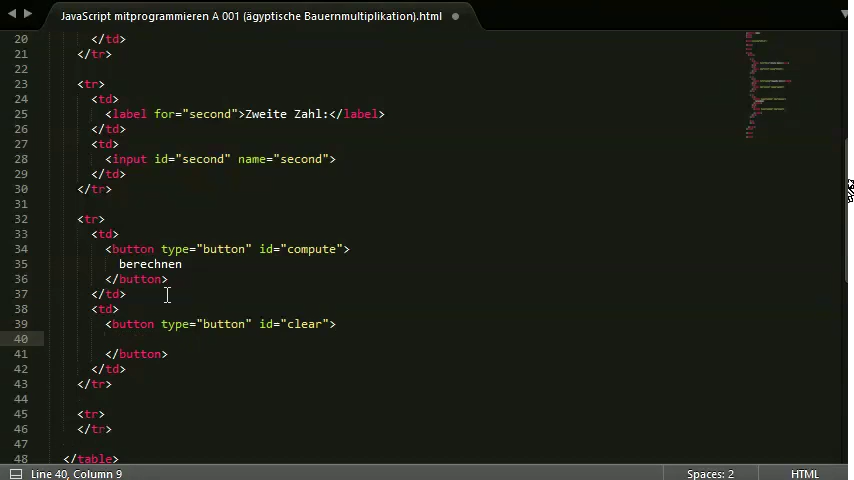 JavaScript mitprogrammieren A 001 (ägyptische Bauernmultiplikation).html
20 </td>
21 </tr>
22
23 <tr>
24 <td>
25 <label for="second">Zweite Zahl:</label>
26 </td>
27 <td>
28 <input id="second" name="second">
29 </td>
30 </tr>
31
32 <tr>
33 <td>
34 <button type="button" id="compute">
35 berechnen
36 </button>
37 </td>
38 <td>
39 <button type="button" id="clear">
40
41 </button>
42 </td>
43 </tr>
44
45 <tr>
46 </tr>
47
48 </table>
Line 40, Column 9 Spaces: 2 HTML